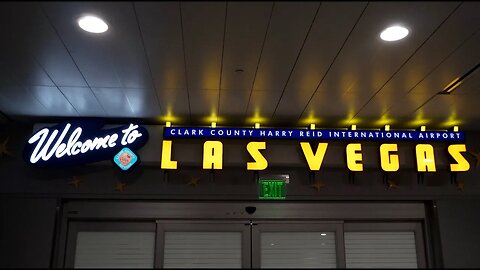 Welcome to
CLARK COUNTY HARRY REID INTERNATIONAL AIRPORT
LAS VEGAS
EXIT